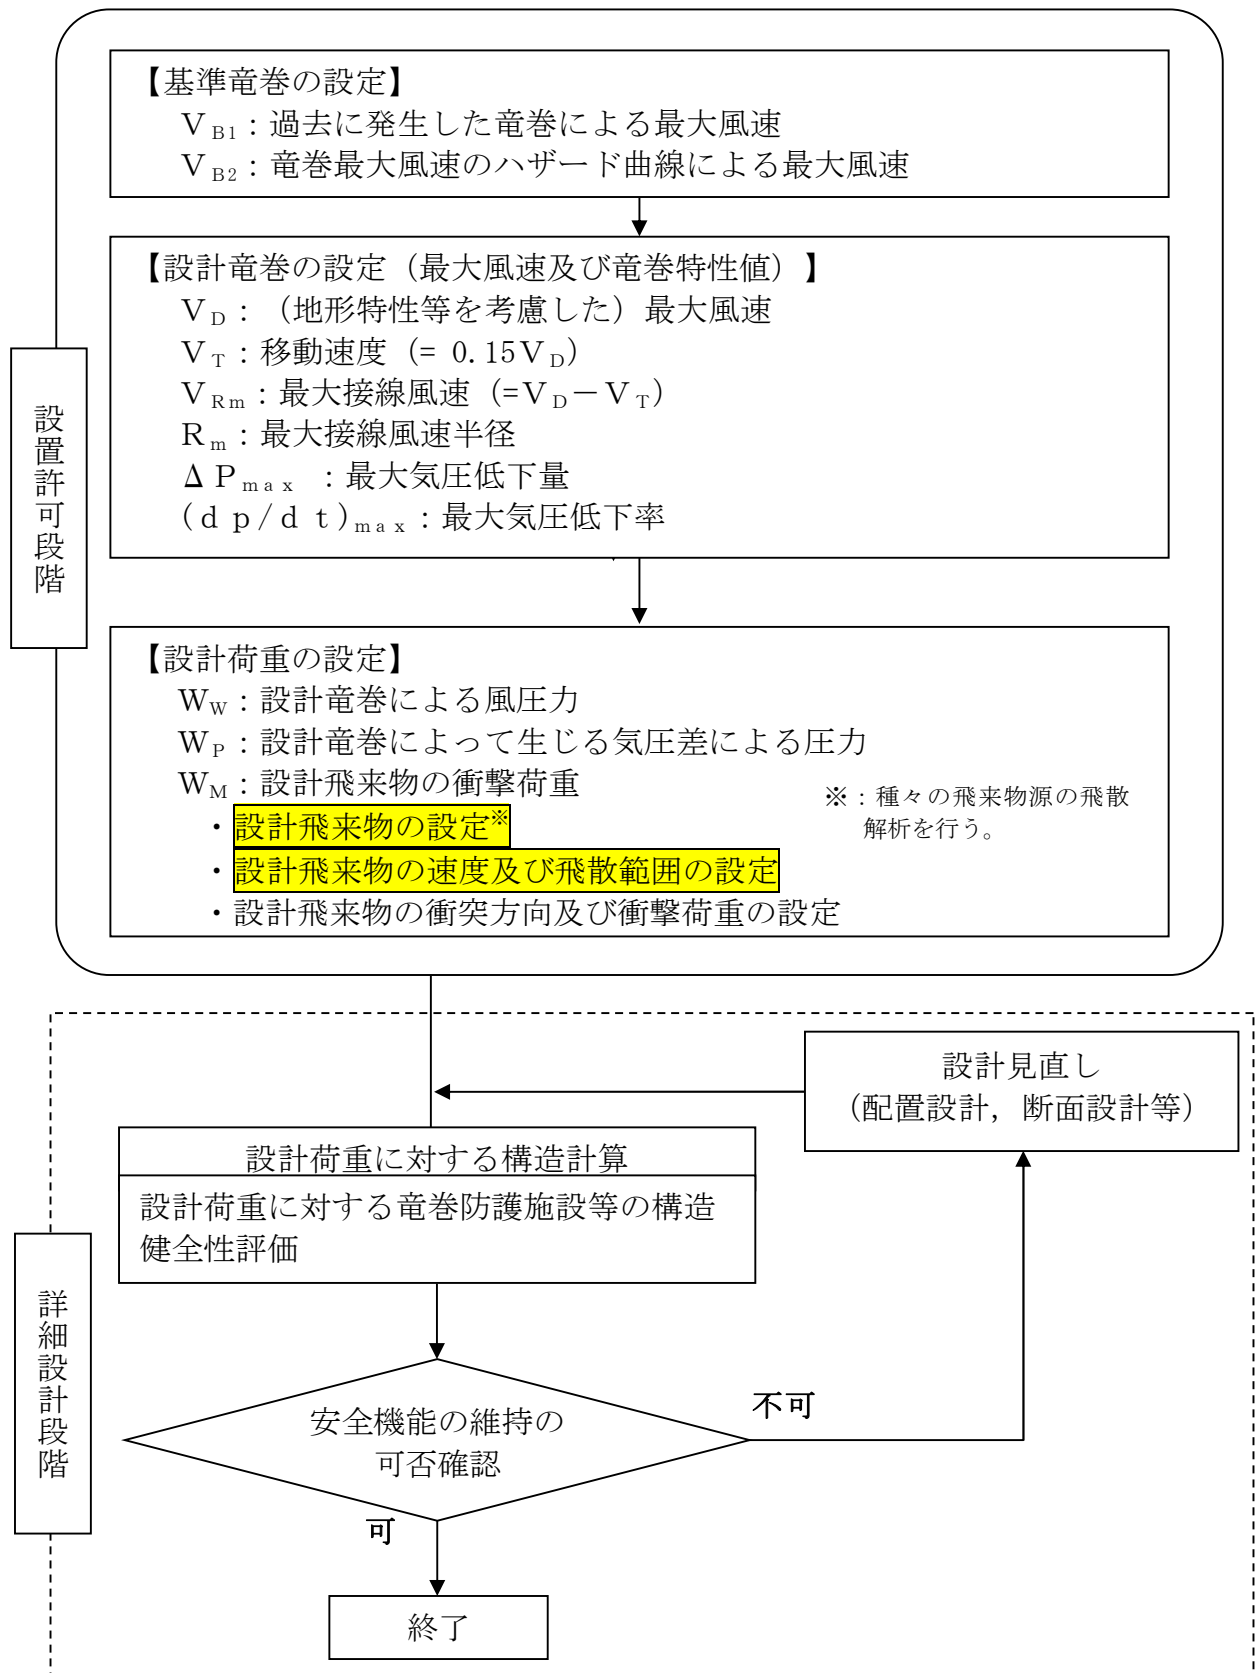 【基準竜巻の設定】
ＶB1：過去に発生した竜巻による最大風速
ＶB2：竜巻最大風速のハザード曲線による最大風速
【設計竜巻の設定（最大風速及び竜巻特性値）】
ＶD：（地形特性等を考慮した）最大風速
ＶT：移動速度（= 0.15ＶD）
ＶRm：最大接線風速（=ＶD－ＶT）
Ｒm：最大接線風速半径
ΔＰmax ：最大気圧低下量
(ｄｐ/ｄｔ)max：最大気圧低下率
設置許可段階
【設計荷重の設定】
ＷW：設計竜巻による風圧力
ＷP：設計竜巻によって生じる気圧差による圧力
ＷM：設計飛来物の衝撃荷重
・設計飛来物の設定※
・設計飛来物の速度及び飛散範囲の設定
・設計飛来物の衝突方向及び衝撃荷重の設定
※：種々の飛来物源の飛散
解析を行う。
設計見直し
（配置設計，断面設計等）
設計荷重に対する構造計算
設計荷重に対する竜巻防護施設等の構造
健全性評価
詳細設計段階
安全機能の維持の
可否確認
不可
可
終了